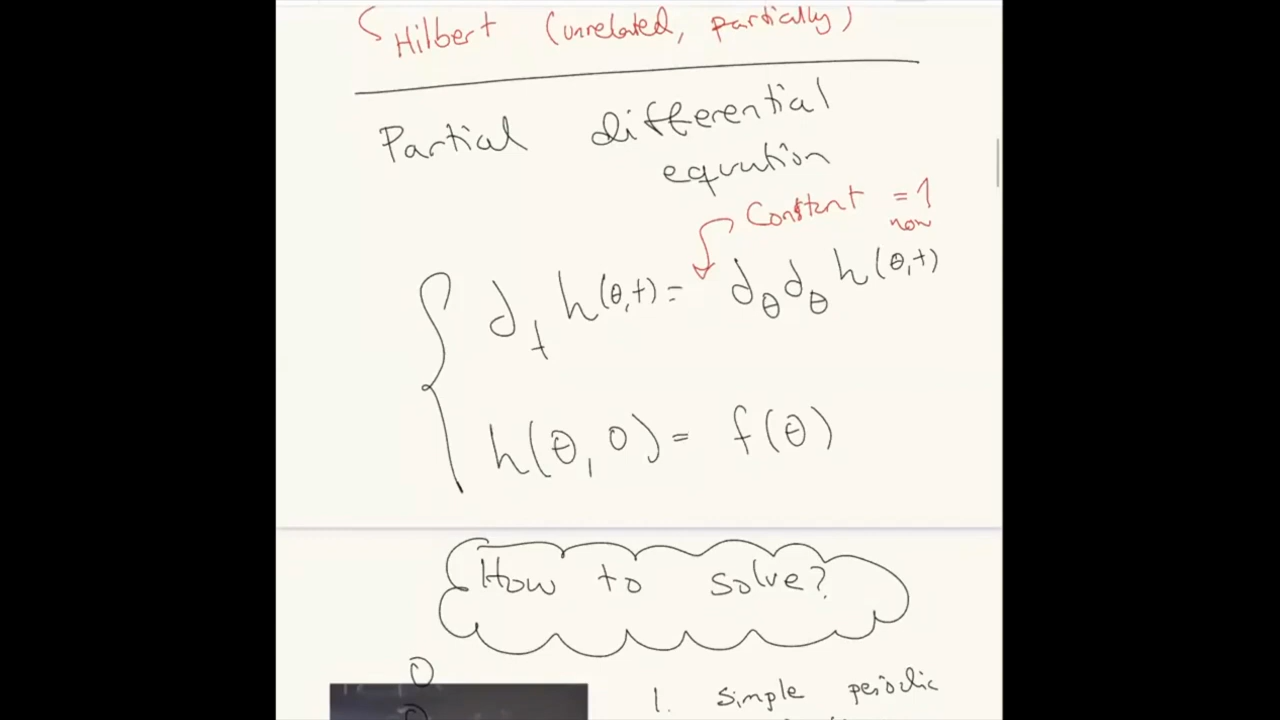 Hilbert (unrelated, partially)
Partial differential
equation
Constant = 1
now
∂_t h(θ,t) = ∂_θ ∂_θ h(θ,t)
h(θ,0) = f(θ)
How to solve?
1. Simple periodic